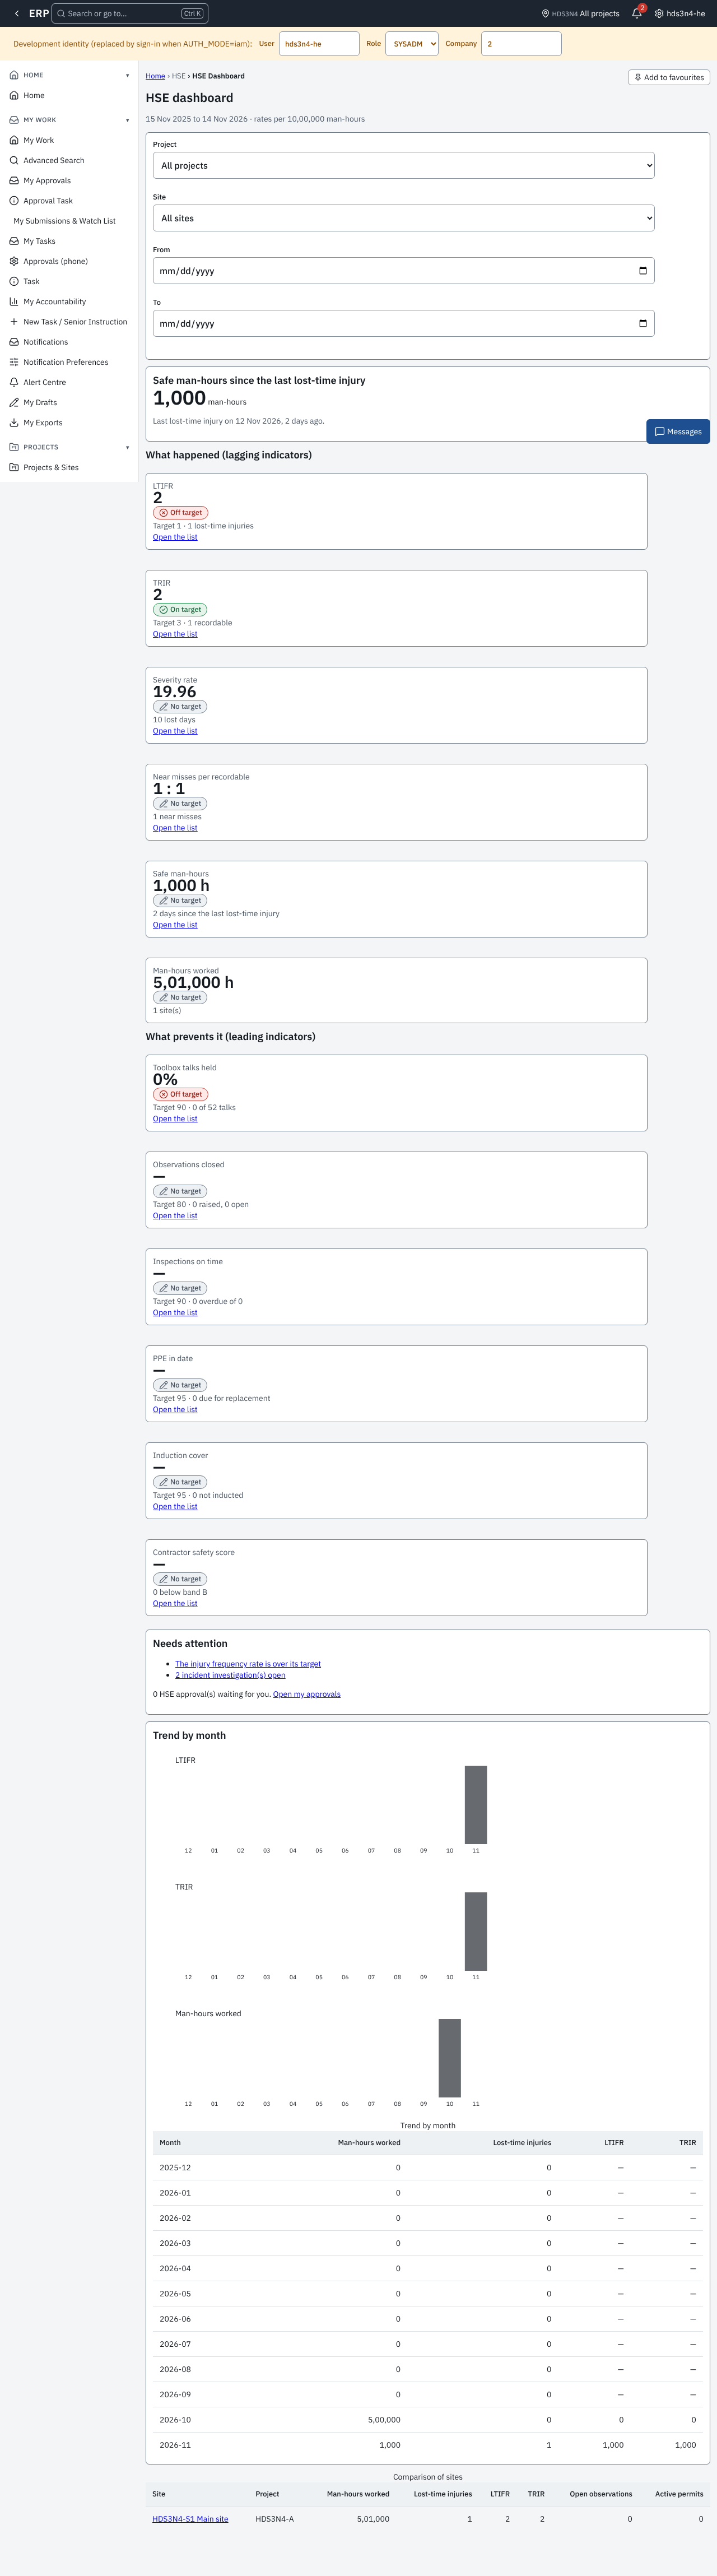 ERP Search or go to... Ctrl K HDS3N4 All projects 2 hds3n4-he
Development identity (replaced by sign-in when AUTH_MODE=iam): User hds3n4-he Role SYSADM Company 2
HOME
Home
MY WORK
My Work
Advanced Search
My Approvals
Approval Task
My Submissions & Watch List
My Tasks
Approvals (phone)
Task
My Accountability
New Task / Senior Instruction
Notifications
Notification Preferences
Alert Centre
My Drafts
My Exports
PROJECTS
Projects & Sites
Home › HSE › HSE Dashboard
Add to favourites
HSE dashboard
15 Nov 2025 to 14 Nov 2026 · rates per 10,00,000 man-hours
Project
All projects
Site
All sites
From
mm/dd/yyyy
To
mm/dd/yyyy
Safe man-hours since the last lost-time injury
1,000 man-hours
Last lost-time injury on 12 Nov 2026, 2 days ago.
Messages
What happened (lagging indicators)
LTIFR
2
Off target
Target 1 · 1 lost-time injuries
Open the list
TRIR
2
On target
Target 3 · 1 recordable
Open the list
Severity rate
19.96
No target
10 lost days
Open the list
Near misses per recordable
1 : 1
No target
1 near misses
Open the list
Safe man-hours
1,000 h
No target
2 days since the last lost-time injury
Open the list
Man-hours worked
5,01,000 h
No target
1 site(s)
What prevents it (leading indicators)
Toolbox talks held
0%
Off target
Target 90 · 0 of 52 talks
Open the list
Observations closed
—
No target
Target 80 · 0 raised, 0 open
Open the list
Inspections on time
—
No target
Target 90 · 0 overdue of 0
Open the list
PPE in date
—
No target
Target 95 · 0 due for replacement
Open the list
Induction cover
—
No target
Target 95 · 0 not inducted
Open the list
Contractor safety score
—
No target
0 below band B
Open the list
Needs attention
• The injury frequency rate is over its target
• 2 incident investigation(s) open
0 HSE approval(s) waiting for you. Open my approvals
Trend by month
LTIFR
12 01 02 03 04 05 06 07 08 09 10 11
TRIR
12 01 02 03 04 05 06 07 08 09 10 11
Man-hours worked
12 01 02 03 04 05 06 07 08 09 10 11
Trend by month
Month Man-hours worked Lost-time injuries LTIFR TRIR
2025-12 0 0 — —
2026-01 0 0 — —
2026-02 0 0 — —
2026-03 0 0 — —
2026-04 0 0 — —
2026-05 0 0 — —
2026-06 0 0 — —
2026-07 0 0 — —
2026-08 0 0 — —
2026-09 0 0 — —
2026-10 5,00,000 0 0 0
2026-11 1,000 1 1,000 1,000
Comparison of sites
Site Project Man-hours worked Lost-time injuries LTIFR TRIR Open observations Active permits
HDS3N4-S1 Main site HDS3N4-A 5,01,000 1 2 2 0 0